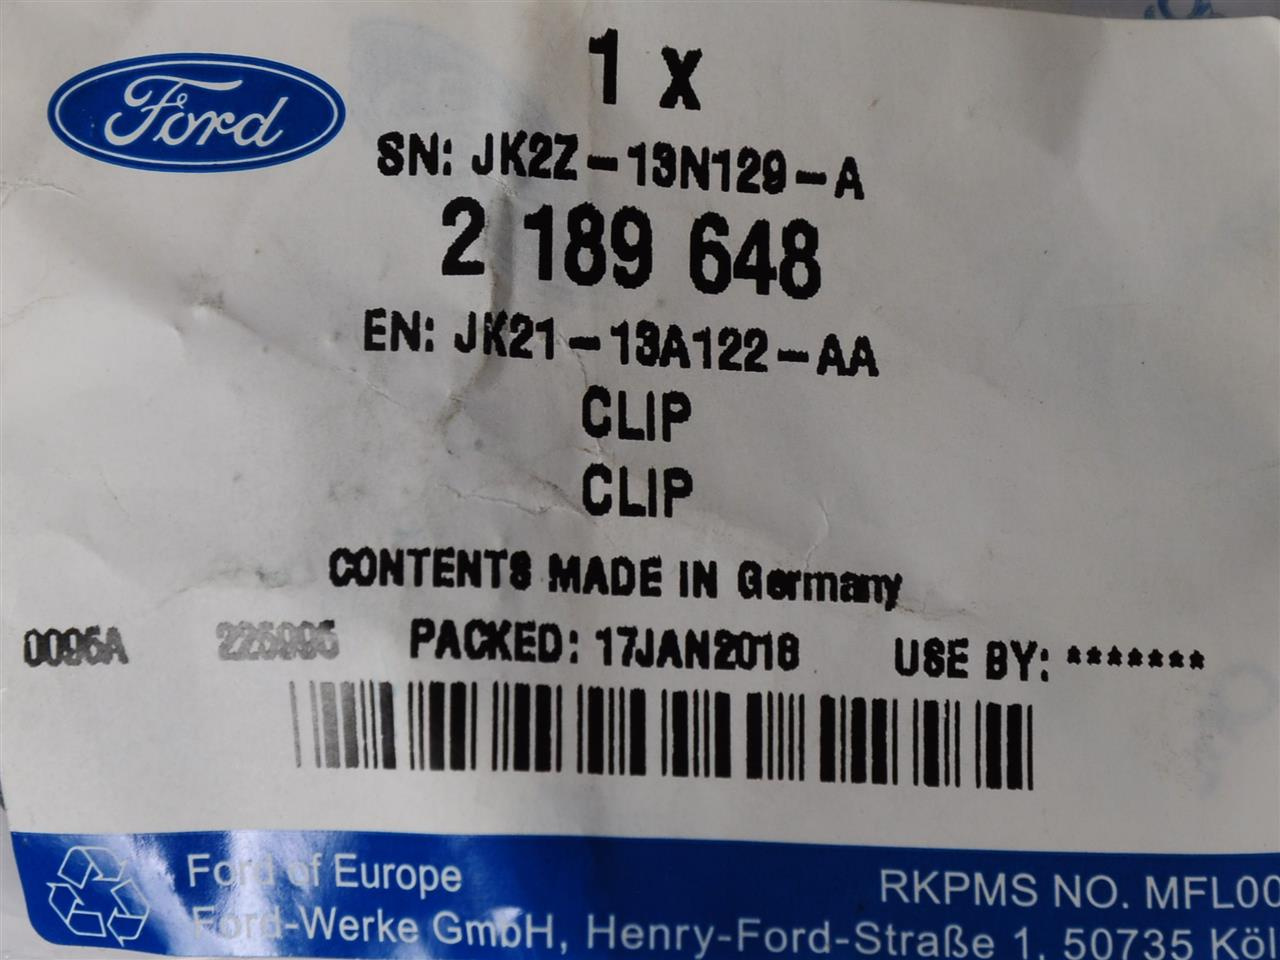 Ford
1 x
SN: JK2Z-13N129-A
2 189 648
EN: JK21-13A122-AA
CLIP
CLIP
CONTENTS MADE IN Germany
0095A 225995 PACKED: 17JAN2018 USE BY: *******
Ford of Europe
RKPMS NO. MFL00
Ford-Werke GmbH, Henry-Ford-Straße 1, 50735 Köl